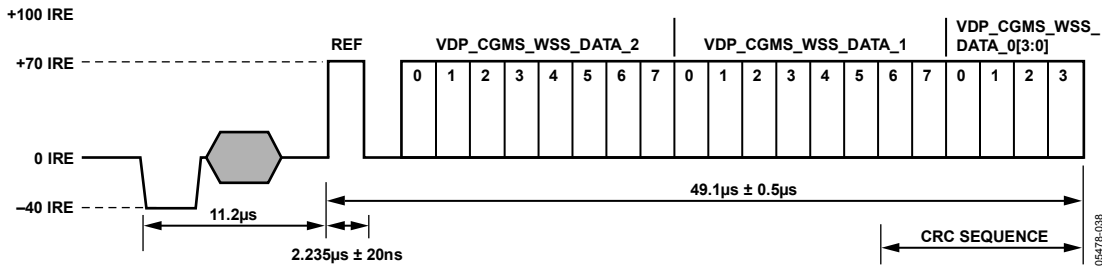 +100 IRE
REF
VDP_CGMS_WSS_DATA_2
VDP_CGMS_WSS_DATA_1
VDP_CGMS_WSS_
DATA_0[3:0]
+70 IRE
0 1 2 3 4 5 6 7 0 1 2 3 4 5 6 7 0 1 2 3
0 IRE
–40 IRE
49.1µs ± 0.5µs
11.2µs
CRC SEQUENCE
2.235µs ± 20ns
05478-038